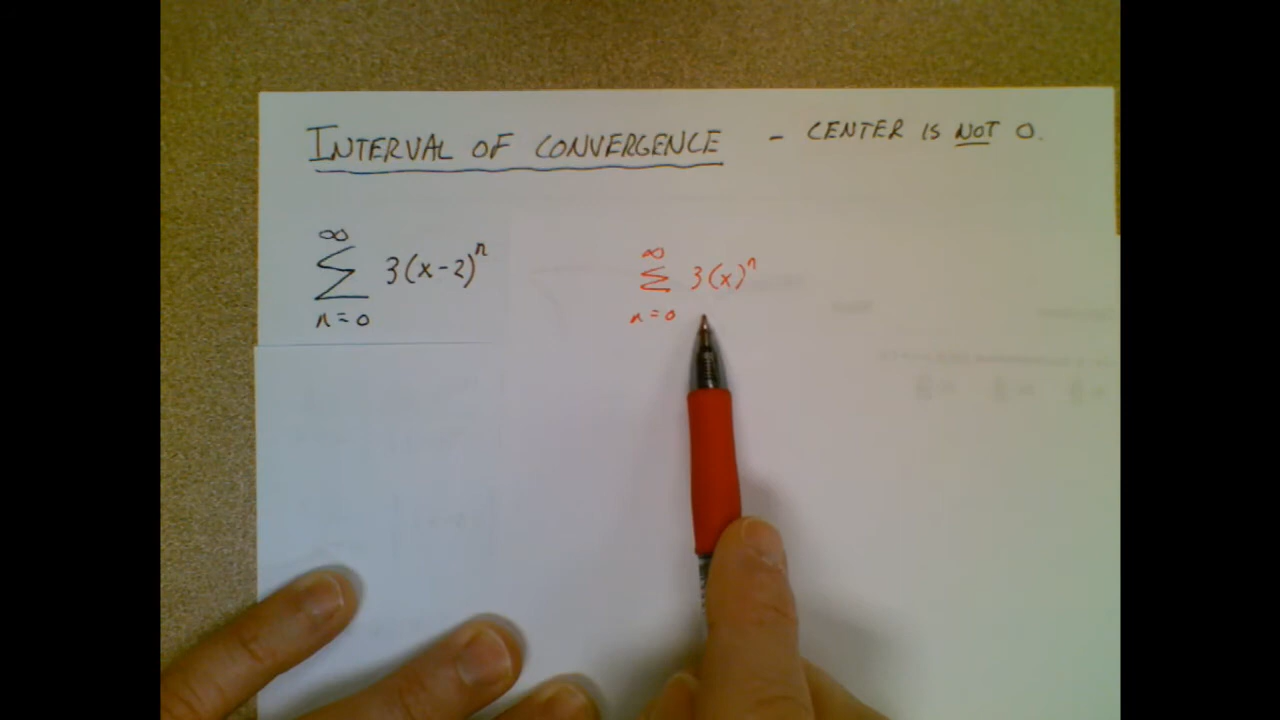 INTERVAL OF CONVERGENCE - CENTER IS NOT 0.
∞
∑ 3(x-2)^n
n=0
∞
∑ 3(x)^n
n=0